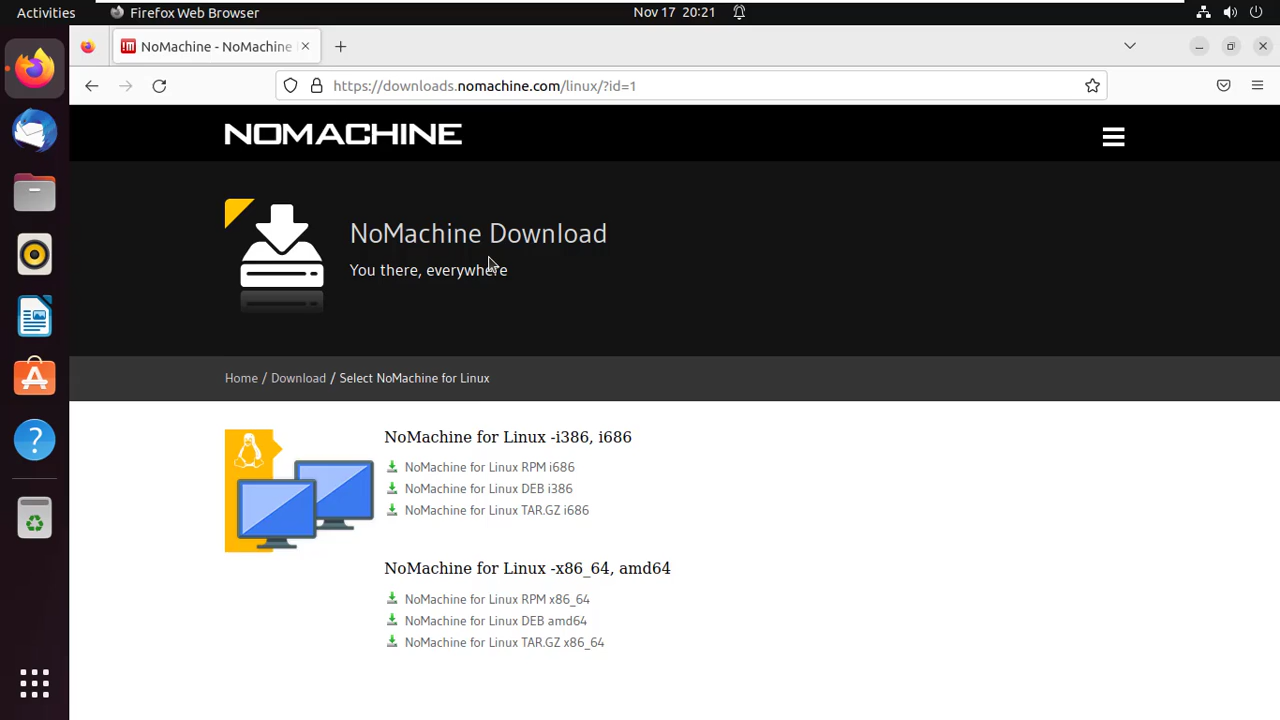 Activities
Firefox Web Browser
Nov 17 20:21
NoMachine - NoMachine
https://downloads.nomachine.com/linux/?id=1
NOMACHINE
NoMachine Download
You there, everywhere
Home / Download / Select NoMachine for Linux
NoMachine for Linux -i386, i686
NoMachine for Linux RPM i686
NoMachine for Linux DEB i386
NoMachine for Linux TAR.GZ i686
NoMachine for Linux -x86_64, amd64
NoMachine for Linux RPM x86_64
NoMachine for Linux DEB amd64
NoMachine for Linux TAR.GZ x86_64